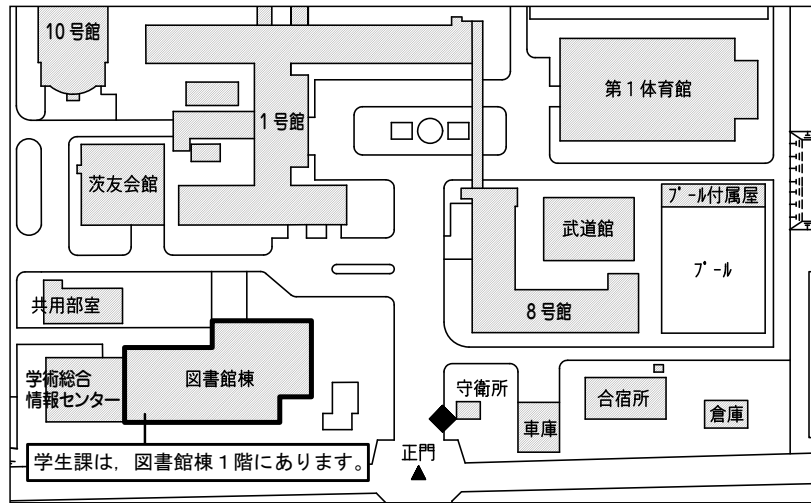 10号館
第1体育館
1号館
茨友会館
プール付属屋
武道館
プール
共用部室
8号館
学術総合
情報センター
図書館棟
守衛所
合宿所
倉庫
車庫
正門
学生課は，図書館棟1階にあります。